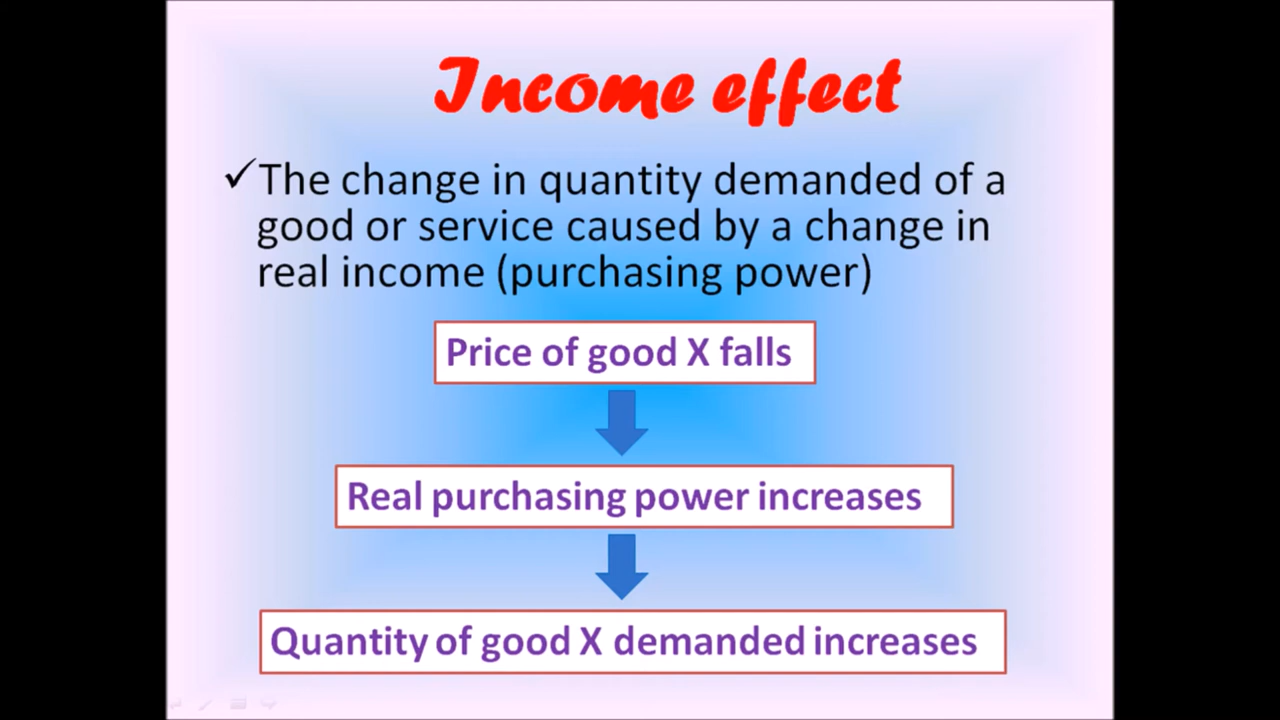 Income effect
✓The change in quantity demanded of a
good or service caused by a change in
real income (purchasing power)
Price of good X falls
Real purchasing power increases
Quantity of good X demanded increases